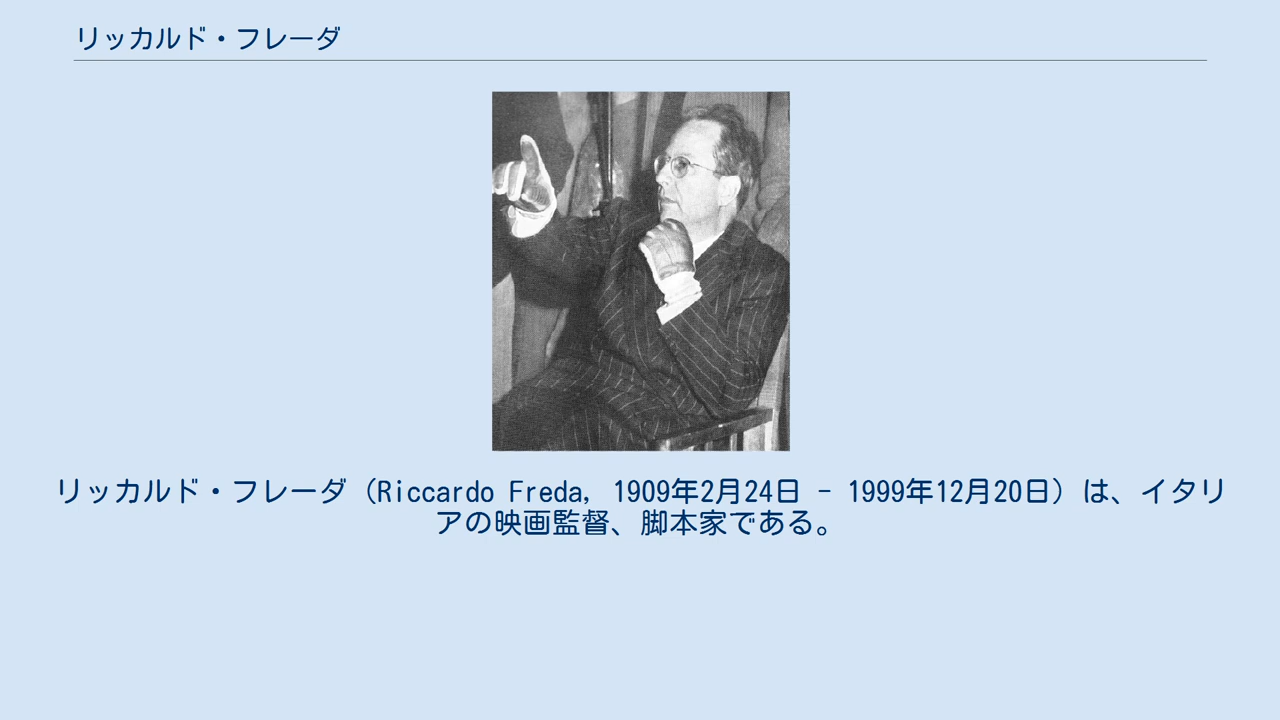 リッカルド・フレーダ
リッカルド・フレーダ（Riccardo Freda, 1909年2月24日 - 1999年12月20日）は、イタリ
アの映画監督、脚本家である。